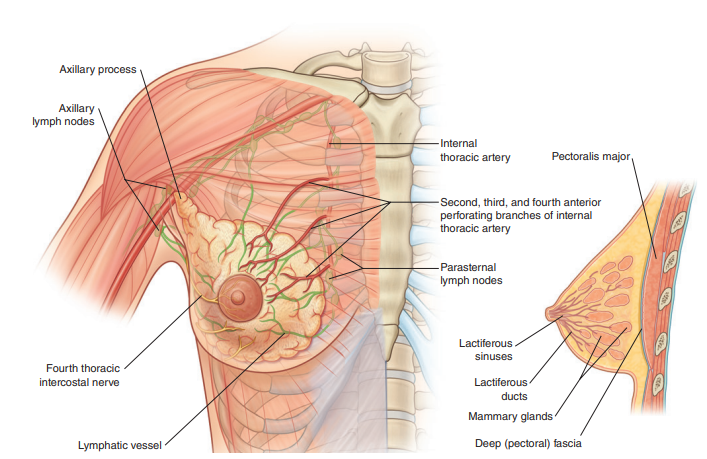 Axillary process
Axillary
lymph nodes
Internal
thoracic artery
Pectoralis major
Second, third, and fourth anterior
perforating branches of internal
thoracic artery
Parasternal
lymph nodes
Lactiferous
sinuses
Fourth thoracic
intercostal nerve
Lactiferous
ducts
Mammary glands
Lymphatic vessel
Deep (pectoral) fascia